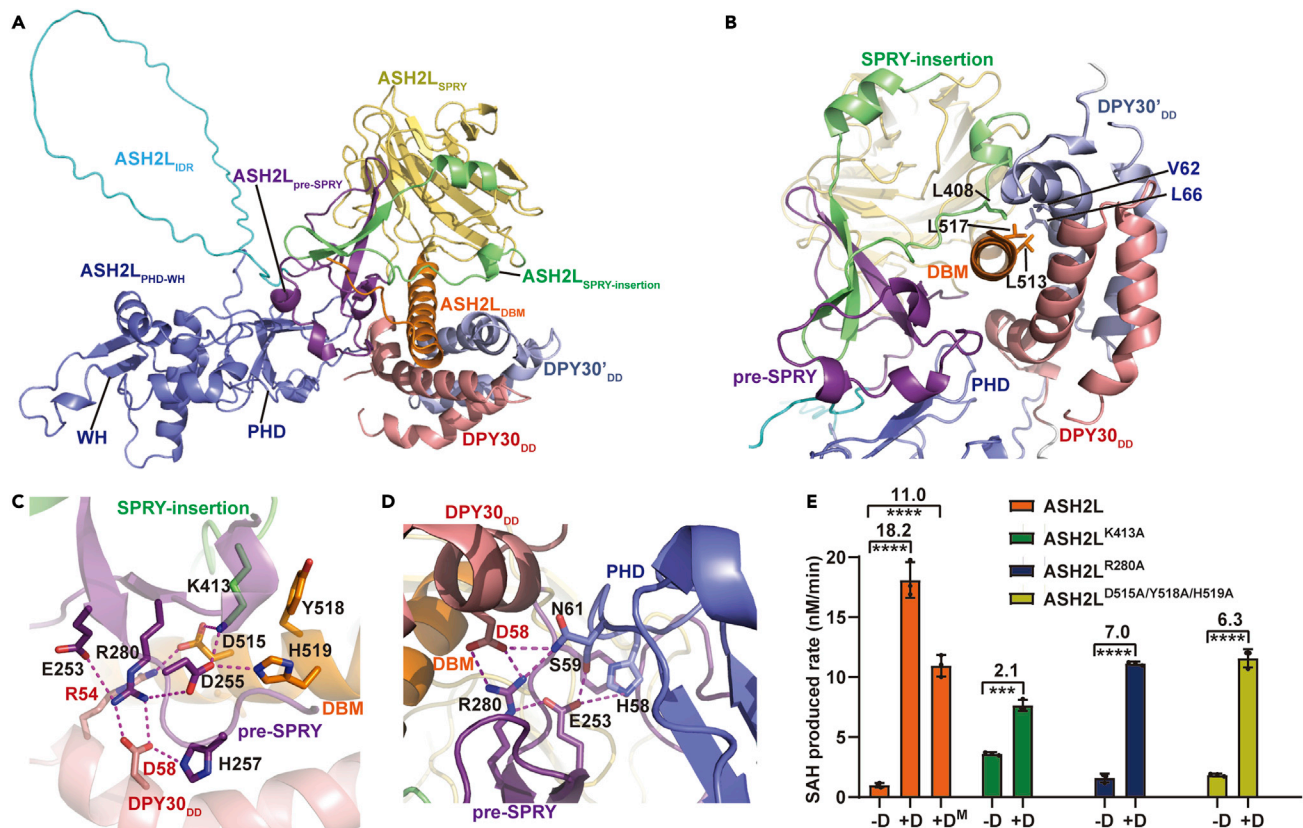 A
ASH2L_SPRY
ASH2L_IDR
ASH2L_pre-SPRY
ASH2L_PHD-WH
ASH2L_SPRY-insertion
ASH2L_DBM
DPY30'_DD
WH
PHD
DPY30_DD
B
SPRY-insertion
DPY30'_DD
V62
L408
L66
L517
DBM
L513
pre-SPRY
PHD
DPY30_DD
C
SPRY-insertion
K413
Y518
D515
E253
R280
H519
D255
R54
DBM
pre-SPRY
D58
H257
DPY30_DD
D
DPY30_DD
PHD
N61
D58
DBM
S59
R280
E253
H58
pre-SPRY
E
11.0
****
18.2
****
2.1
***
7.0
****
6.3
****
ASH2L
ASH2L^K413A
ASH2L^R280A
ASH2L^D515A/Y518A/H519A
SAH produced rate (nM/min)
20
15
10
5
0
-D +D +D^M -D +D -D +D -D +D